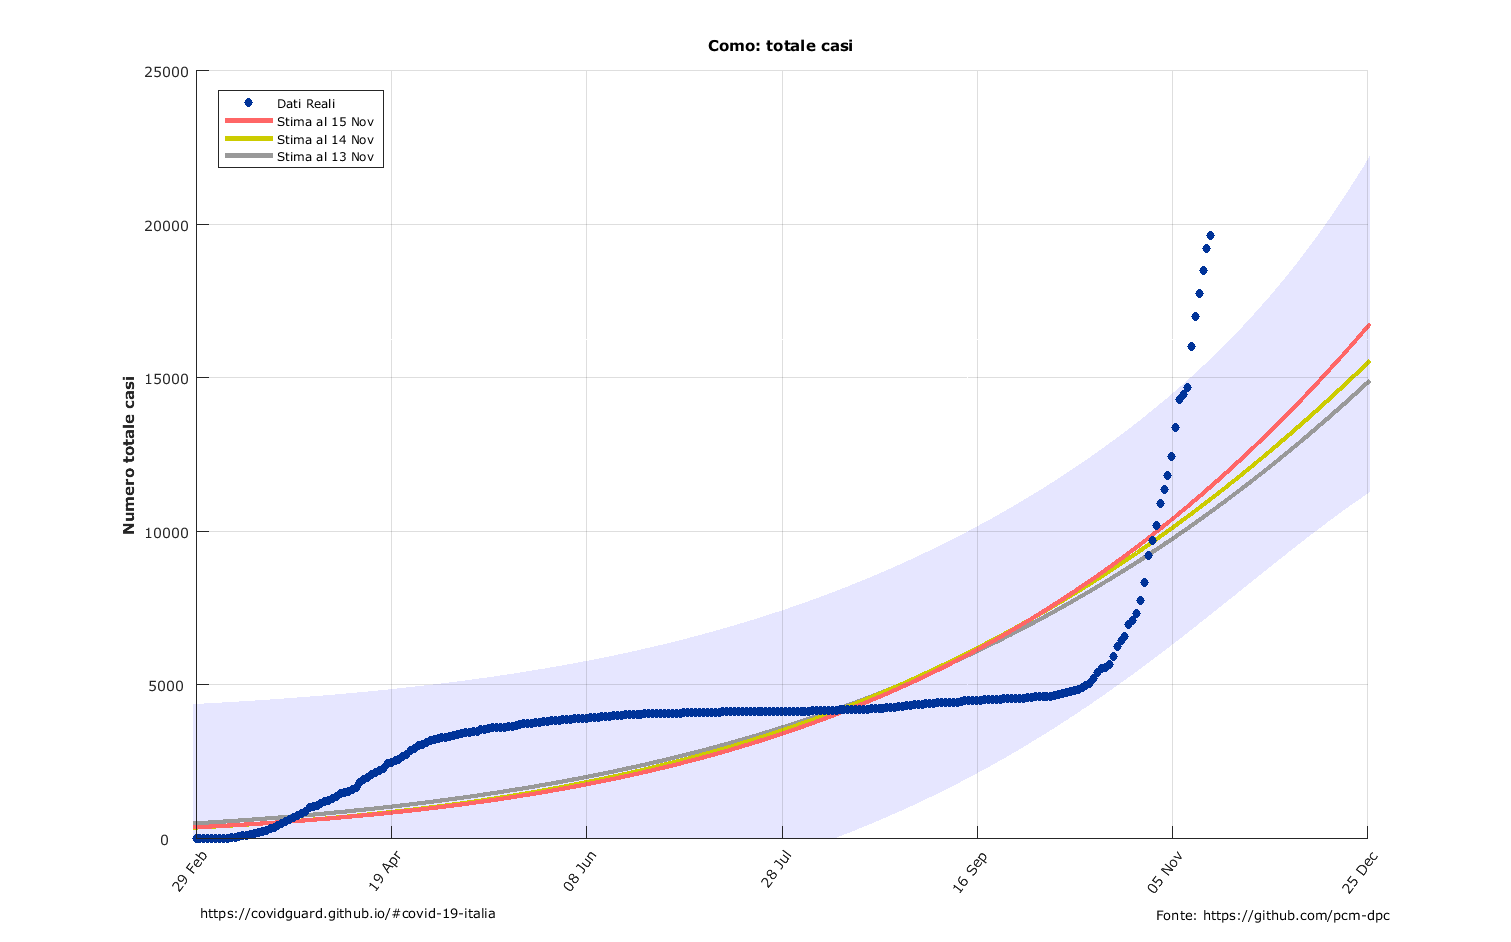 Como: totale casi
25000
20000
15000
10000
5000
0
Numero totale casi
Dati Reali
Stima al 15 Nov
Stima al 14 Nov
Stima al 13 Nov
29 Feb
19 Apr
08 Jun
28 Jul
16 Sep
05 Nov
25 Dec
https://covidguard.github.io/#covid-19-italia
Fonte: https://github.com/pcm-dpc